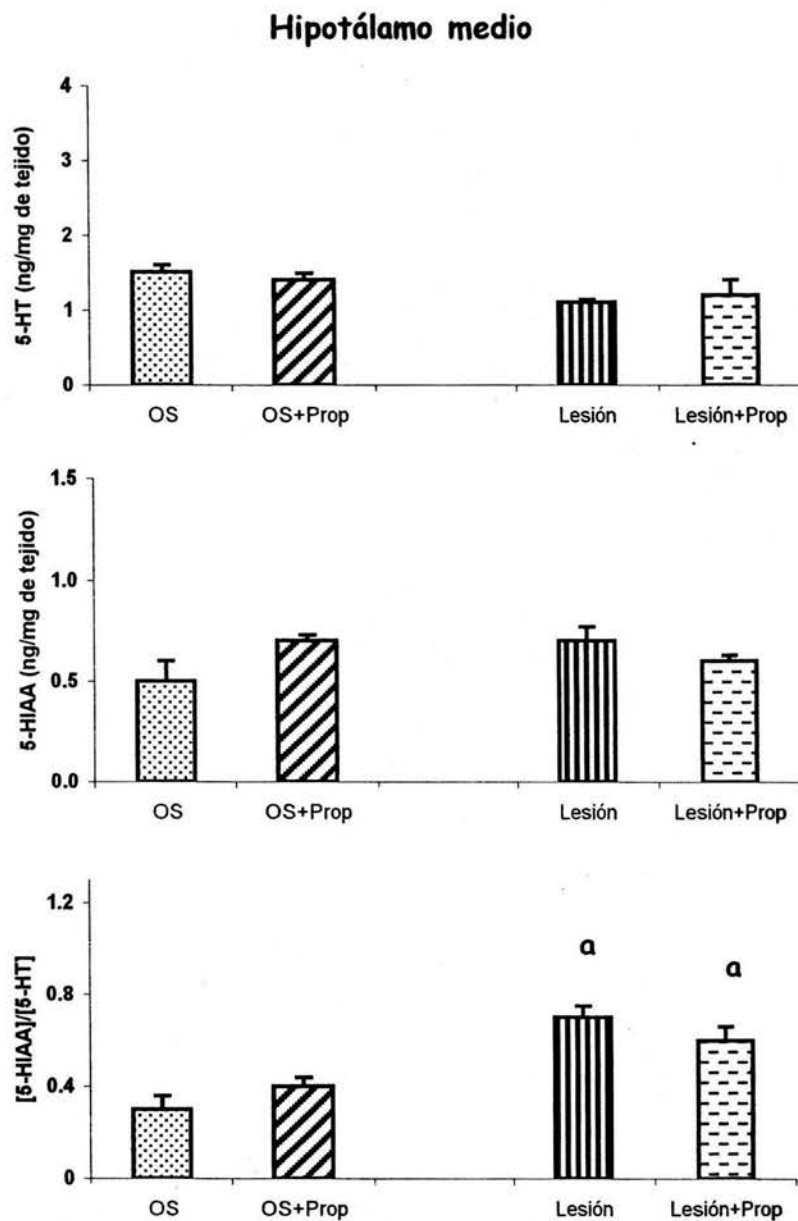 Hipotálamo medio
5-HT (ng/mg de tejido)
4
3
2
1
0
OS OS+Prop Lesión Lesión+Prop
5-HIAA (ng/mg de tejido)
1.5
1.0
0.5
0.0
OS OS+Prop Lesión Lesión+Prop
[5-HIAA]/[5-HT]
1.2
0.8
0.4
0
a
a
OS OS+Prop Lesión Lesión+Prop